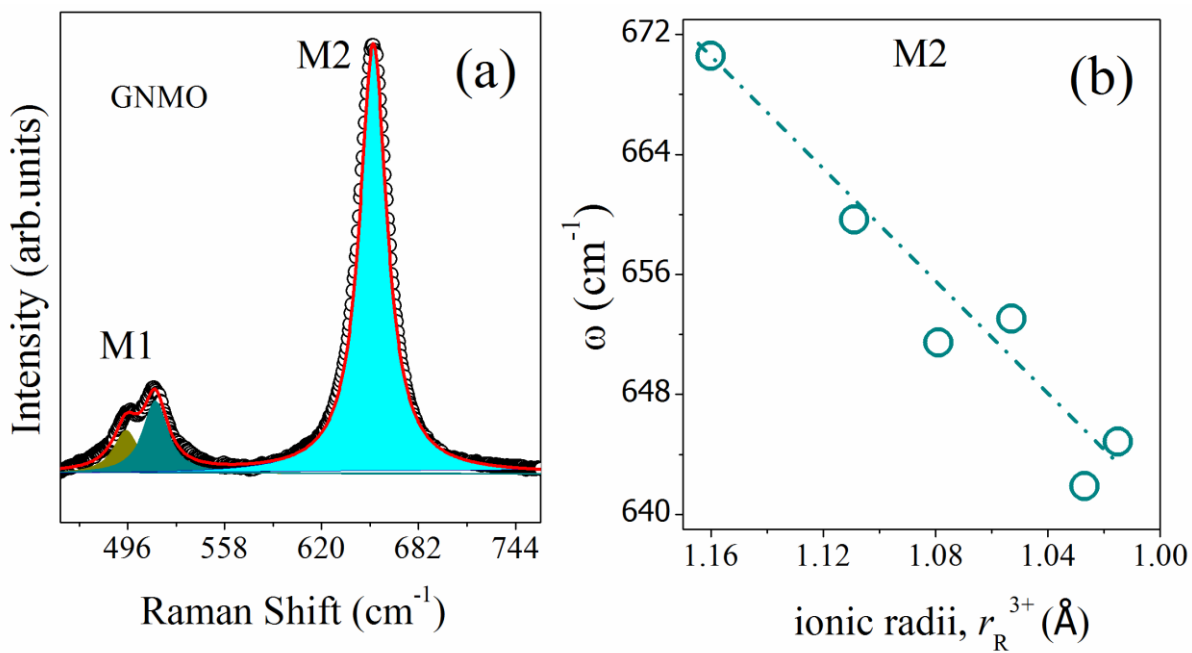 (a)
M2
GNMO
M1
Intensity (arb.units)
496 558 620 682 744
Raman Shift (cm⁻¹)
(b)
M2
672
664
656
648
640
ω (cm⁻¹)
1.16 1.12 1.08 1.04 1.00
ionic radii, r_R³⁺ (Å)